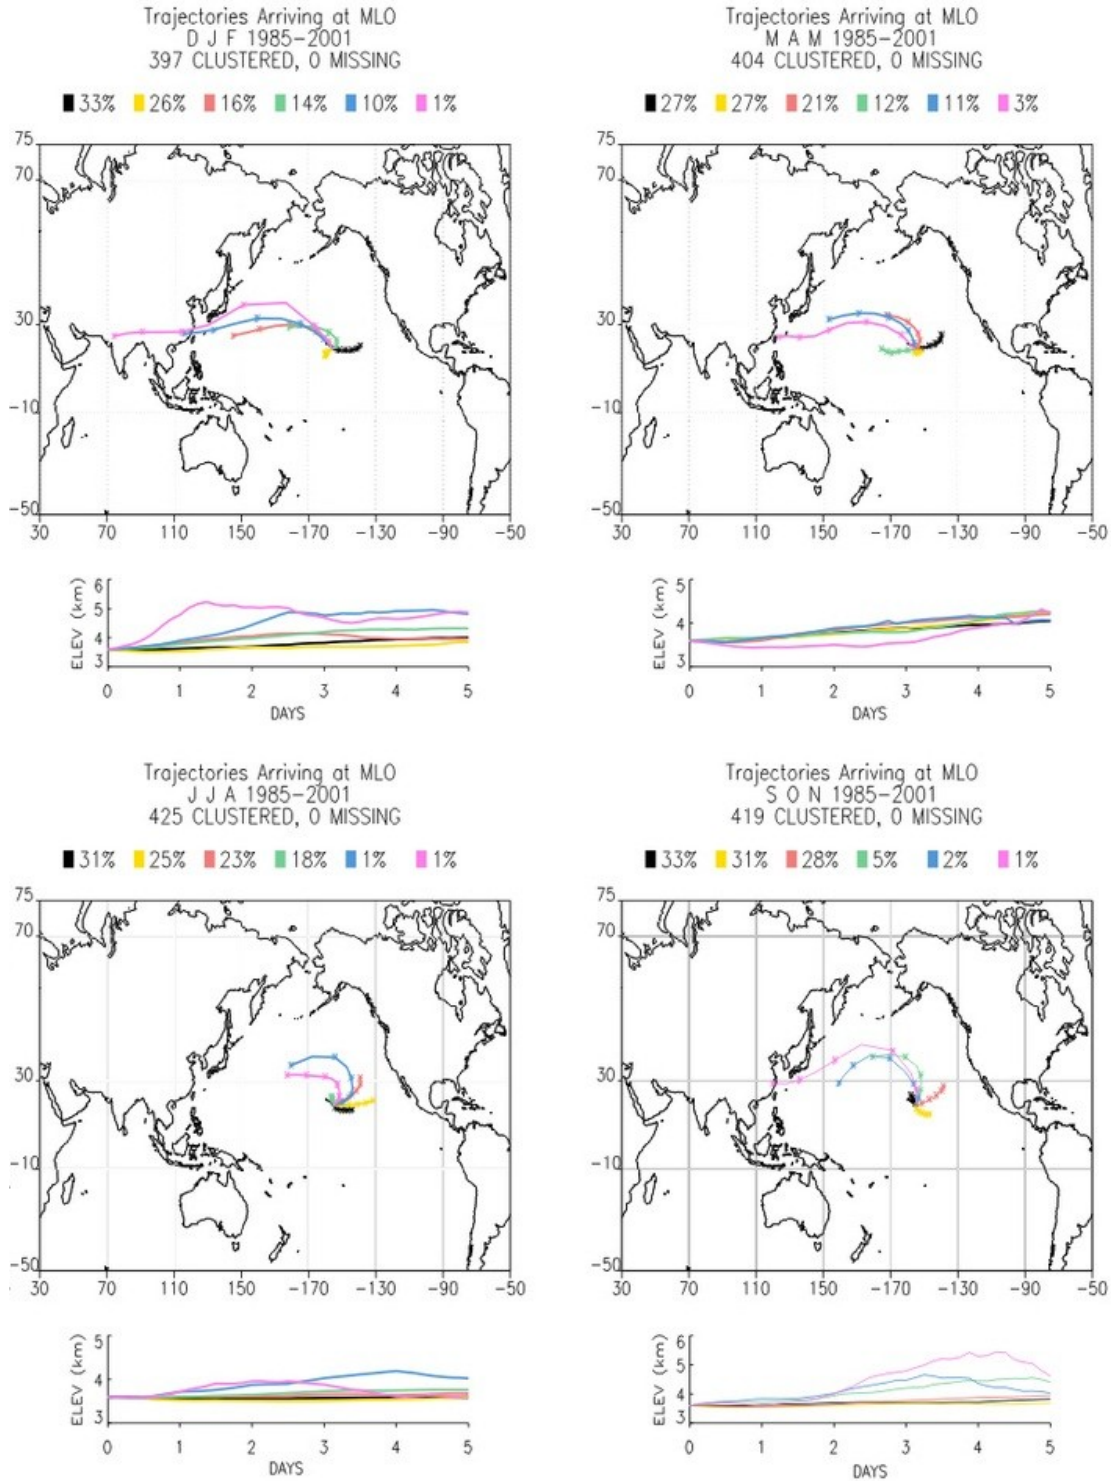 Trajectories Arriving at MLO
D J F 1985–2001
397 CLUSTERED, 0 MISSING
33% 26% 16% 14% 10% 1%
75
70
30
−10
−50
30 70 110 150 −170 −130 −90 −50
ELEV (km)
6
5
4
3
0 1 2 3 4 5
DAYS
Trajectories Arriving at MLO
M A M 1985–2001
404 CLUSTERED, 0 MISSING
27% 27% 21% 12% 11% 3%
75
70
30
−10
−50
30 70 110 150 −170 −130 −90 −50
ELEV (km)
5
4
3
0 1 2 3 4 5
DAYS
Trajectories Arriving at MLO
J J A 1985–2001
425 CLUSTERED, 0 MISSING
31% 25% 23% 18% 1% 1%
75
70
30
−10
−50
30 70 110 150 −170 −130 −90 −50
ELEV (km)
5
4
3
0 1 2 3 4 5
DAYS
Trajectories Arriving at MLO
S O N 1985–2001
419 CLUSTERED, 0 MISSING
33% 31% 28% 5% 2% 1%
75
70
30
−10
−50
30 70 110 150 −170 −130 −90 −50
ELEV (km)
6
5
4
3
0 1 2 3 4 5
DAYS